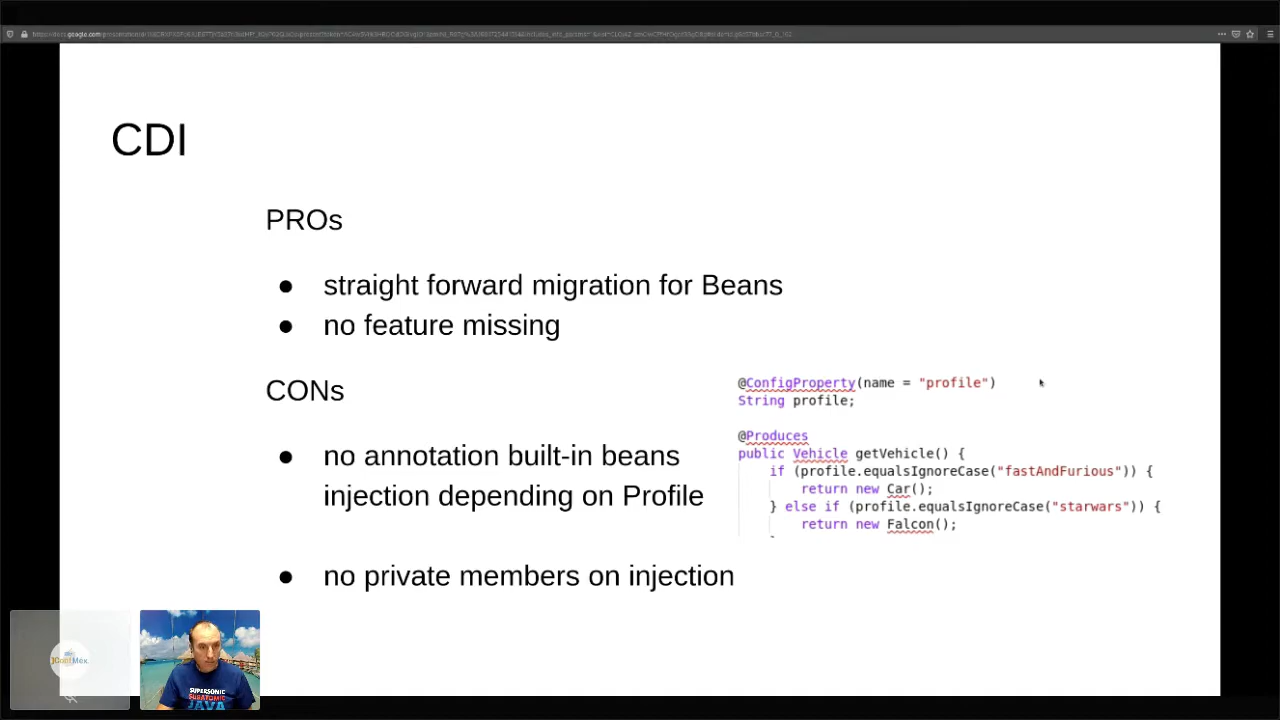 CDI
PROs
● straight forward migration for Beans
● no feature missing
CONs
● no annotation built-in beans
injection depending on Profile
● no private members on injection
@ConfigProperty(name = "profile")
String profile;
@Produces
public Vehicle getVehicle() {
if (profile.equalsIgnoreCase("fastAndFurious")) {
return new Car();
} else if (profile.equalsIgnoreCase("starwars")) {
return new Falcon();
JConfMex
SUPERSONIC
SUBATOMIC
JAVA